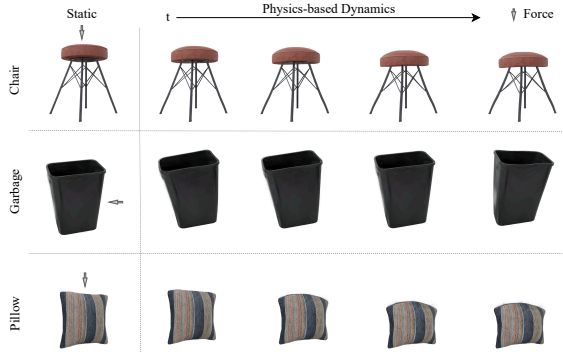 Static
t
Physics-based Dynamics
Force
Chair
Garbage
Pillow